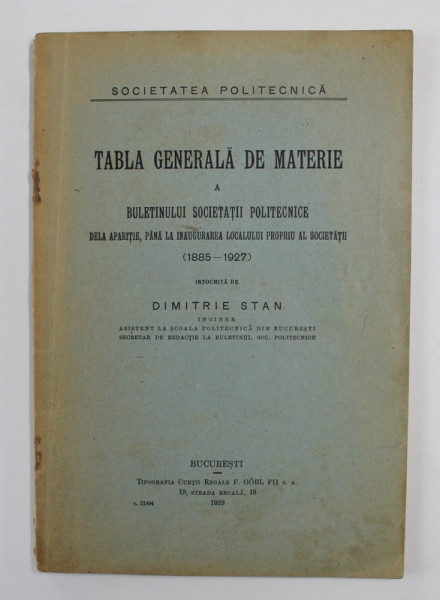 SOCIETATEA POLITECNICĂ
TABLA GENERALĂ DE MATERIE
A
BULETINULUI SOCIETAŢII POLITECNICE
DELA APARIŢIE, PÂNĂ LA INAUGURAREA LOCALULUI PROPRIU AL SOCIETĂŢII
(1885—1927)
INTOCMITĂ DE
DIMITRIE STAN
INGINER
ASISTENT LA ŞCOALA POLITECNICĂ DIN BUCUREŞTI
SECRETAR DE REDACŢIE LA BULETINUL SOC. POLITECNICE
BUCUREŞTI
TIPOGRAFIA CURŢII REGALE F. GÖBL FII S. A.
19, STRADA REGALĂ, 19
c. 21494
1929